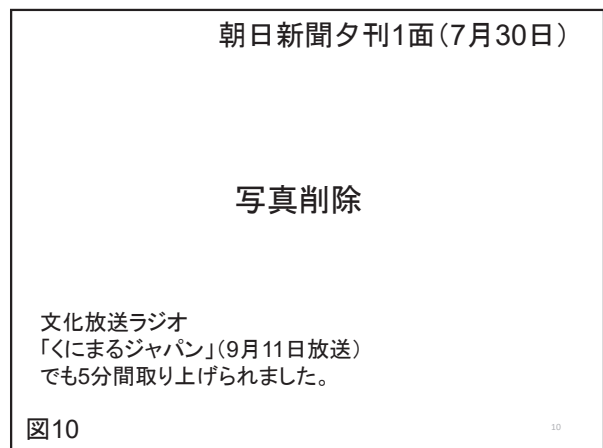 朝日新聞夕刊1面(7月30日)
写真削除
文化放送ラジオ
「くにまるジャパン」(9月11日放送)
でも5分間取り上げられました。
図10
10